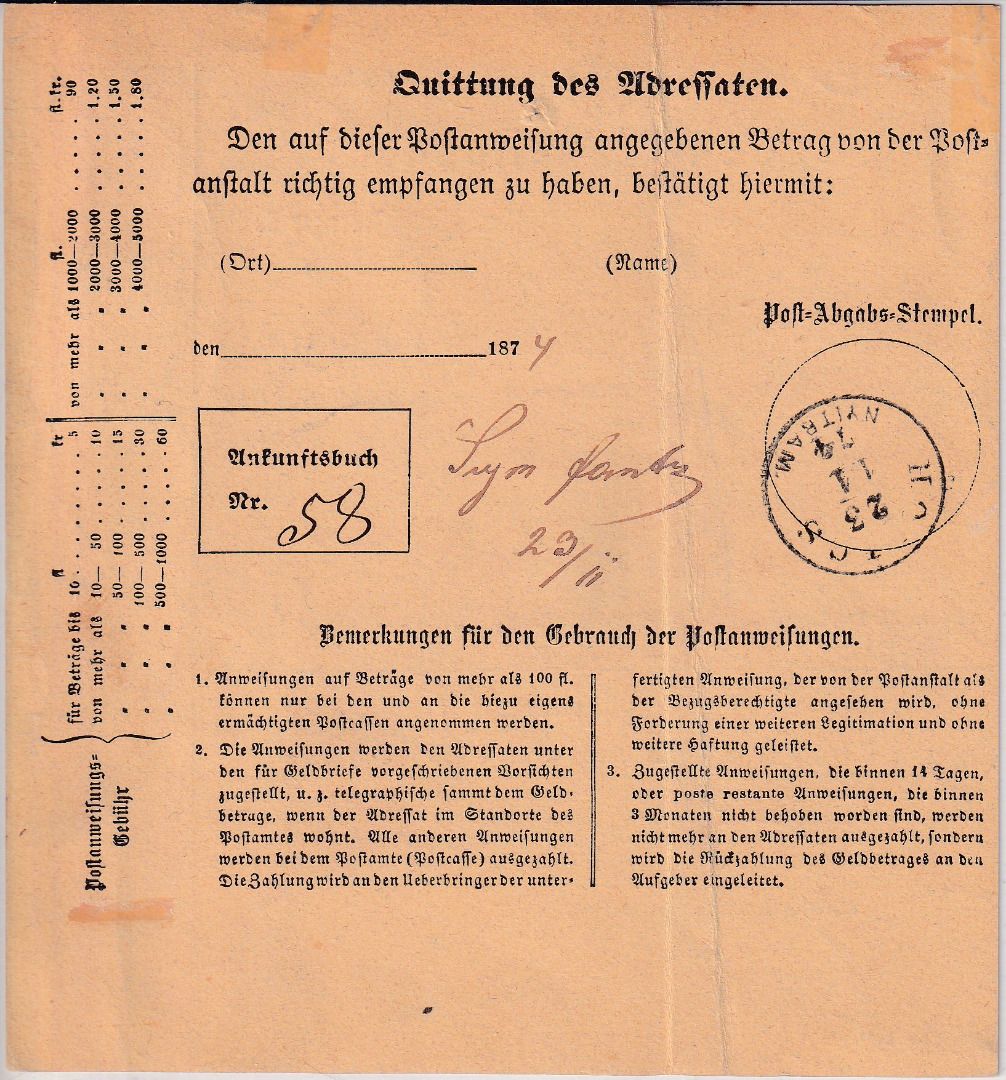 Quittung des Adressaten.
Den auf dieser Postanweisung angegebenen Betrag von der Post-
anstalt richtig empfangen zu haben, bestätigt hiermit:
(Ort)
(Name)
Post-Abgabs-Stempel.
den 1874
Ankunftsbuch
Nr. 58
23/11
NYITRAM
23
11
74
Bemerkungen für den Gebrauch der Postanweisungen.
1. Anweisungen auf Beträge von mehr als 100 fl.
können nur bei den und an die hiezu eigens
ermächtigten Postcassen angenommen werden.
2. Die Anweisungen werden den Adressaten unter
den für Geldbriefe vorgeschriebenen Vorsichten
zugestellt, u. z. telegraphische sammt dem Geld-
betrage, wenn der Adressat im Standorte des
Postamtes wohnt. Alle anderen Anweisungen
werden bei dem Postamte (Postcasse) ausgezahlt.
Die Zahlung wird an den Ueberbringer der unter-
fertigten Anweisung, der von der Postanstalt als
der Bezugsberechtigte angesehen wird, ohne
Forderung einer weiteren Legitimation und ohne
weitere Haftung geleistet.
3. Zugestellte Anweisungen, die binnen 14 Tagen,
oder poste restante Anweisungen, die binnen
3 Monaten nicht behoben worden sind, werden
nicht mehr an den Adressaten ausgezahlt, sondern
wird die Rückzahlung des Geldbetrages an den
Aufgeber eingeleitet.
Postanweisungs-
Gebühr
fl kr
für Beträge bis 10 . . . . . . . 5
von mehr als 10— 50 . . . . . . 10
" " 50— 100 . . . . . . 15
" " 100— 500 . . . . . . 30
" " 500—1000 . . . . . 60
fl. fl. kr.
von mehr als 1000—2000 . . . . 90
" " 2000—3000 . . . . 1.20
" " 3000—4000 . . . . 1.50
" " 4000—5000 . . . . 1.80